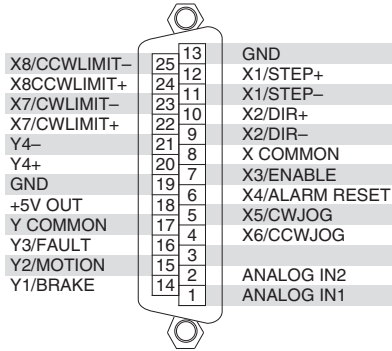 13 GND
X8/CCWLIMIT– 25
12 X1/STEP+
X8CCWLIMIT+ 24
11 X1/STEP–
X7/CWLIMIT– 23
10 X2/DIR+
X7/CWLIMIT+ 22
9 X2/DIR–
Y4– 21
8 X COMMON
Y4+ 20
7 X3/ENABLE
GND 19
6 X4/ALARM RESET
+5V OUT 18
5 X5/CWJOG
Y COMMON 17
4 X6/CCWJOG
Y3/FAULT 16
3
Y2/MOTION 15
2 ANALOG IN2
Y1/BRAKE 14
1 ANALOG IN1